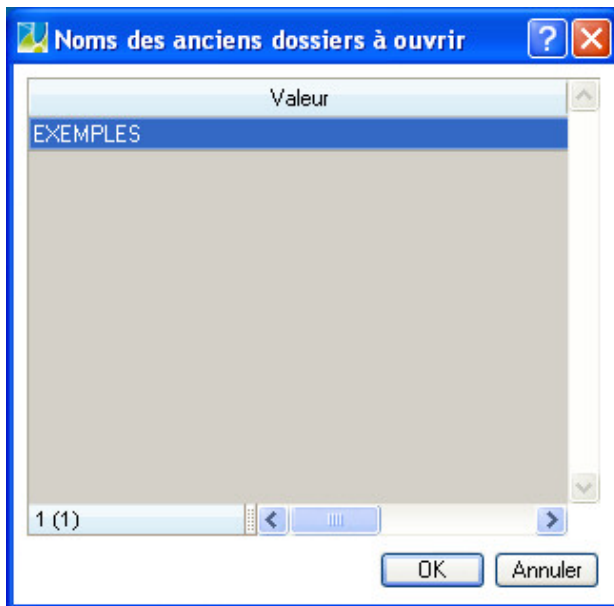 Noms des anciens dossiers à ouvrir
Valeur
EXEMPLES
1 (1)
OK Annuler